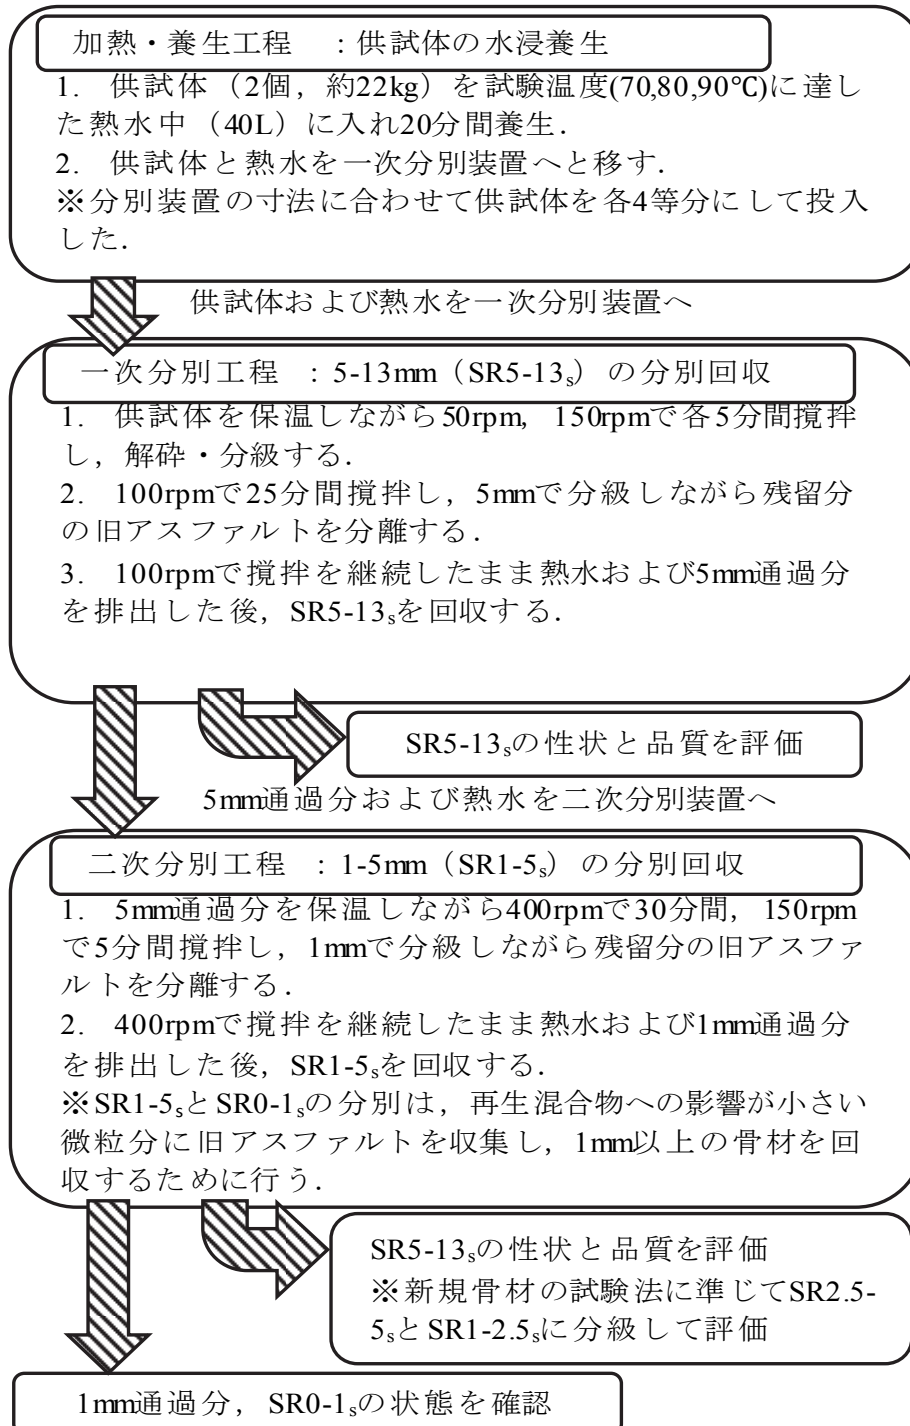 加熱・養生工程　：供試体の水浸養生
1.　供試体（2個，約22kg）を試験温度(70,80,90℃)に達し
た熱水中（40L）に入れ20分間養生．
2.　供試体と熱水を一次分別装置へと移す．
※分別装置の寸法に合わせて供試体を各4等分にして投入
した．
供試体および熱水を一次分別装置へ
一次分別工程　：5-13mm（SR5-13s）の分別回収
1.　供試体を保温しながら50rpm，150rpmで各5分間撹拌
し，解砕・分級する．
2.　100rpmで25分間撹拌し，5mmで分級しながら残留分
の旧アスファルトを分離する．
3.　100rpmで撹拌を継続したまま熱水および5mm通過分
を排出した後，SR5-13sを回収する．
SR5-13sの性状と品質を評価
5mm通過分および熱水を二次分別装置へ
二次分別工程　：1-5mm（SR1-5s）の分別回収
1.　5mm通過分を保温しながら400rpmで30分間，150rpm
で5分間撹拌し，1mmで分級しながら残留分の旧アスファ
ルトを分離する．
2.　400rpmで撹拌を継続したまま熱水および1mm通過分
を排出した後，SR1-5sを回収する．
※SR1-5sとSR0-1sの分別は，再生混合物への影響が小さい
微粒分に旧アスファルトを収集し，1mm以上の骨材を回
収するために行う．
SR5-13sの性状と品質を評価
※新規骨材の試験法に準じてSR2.5-
5sとSR1-2.5sに分級して評価
1mm通過分，SR0-1sの状態を確認